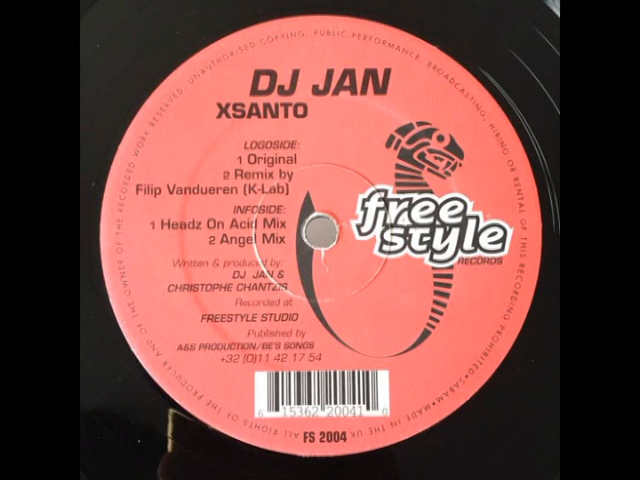 DJ JAN
XSANTO
LOGOSIDE:
1 Original
2 Remix by
Filip Vandueren (K-Lab)
INFOSIDE:
1 Headz On Acid Mix
2 Angel Mix
Written & produced by:
DJ JAN &
CHRISTOPHE CHANTZIS
Recorded at
FREESTYLE STUDIO
Published by
A&S PRODUCTION/BE'S SONGS
+32 (0)11 42 17 54
free
style
RECORDS
6 15362 20041 0
FS 2004
ALL RIGHTS OF THE PRODUCER AND OF THE OWNER OF THE RECORDED WORK RESERVED. UNAUTHORISED COPYING, PUBLIC PERFORMANCE, BROADCASTING, HIRING OR RENTAL OF THIS RECORDING PROHIBITED • SABAM • MADE IN THE UK